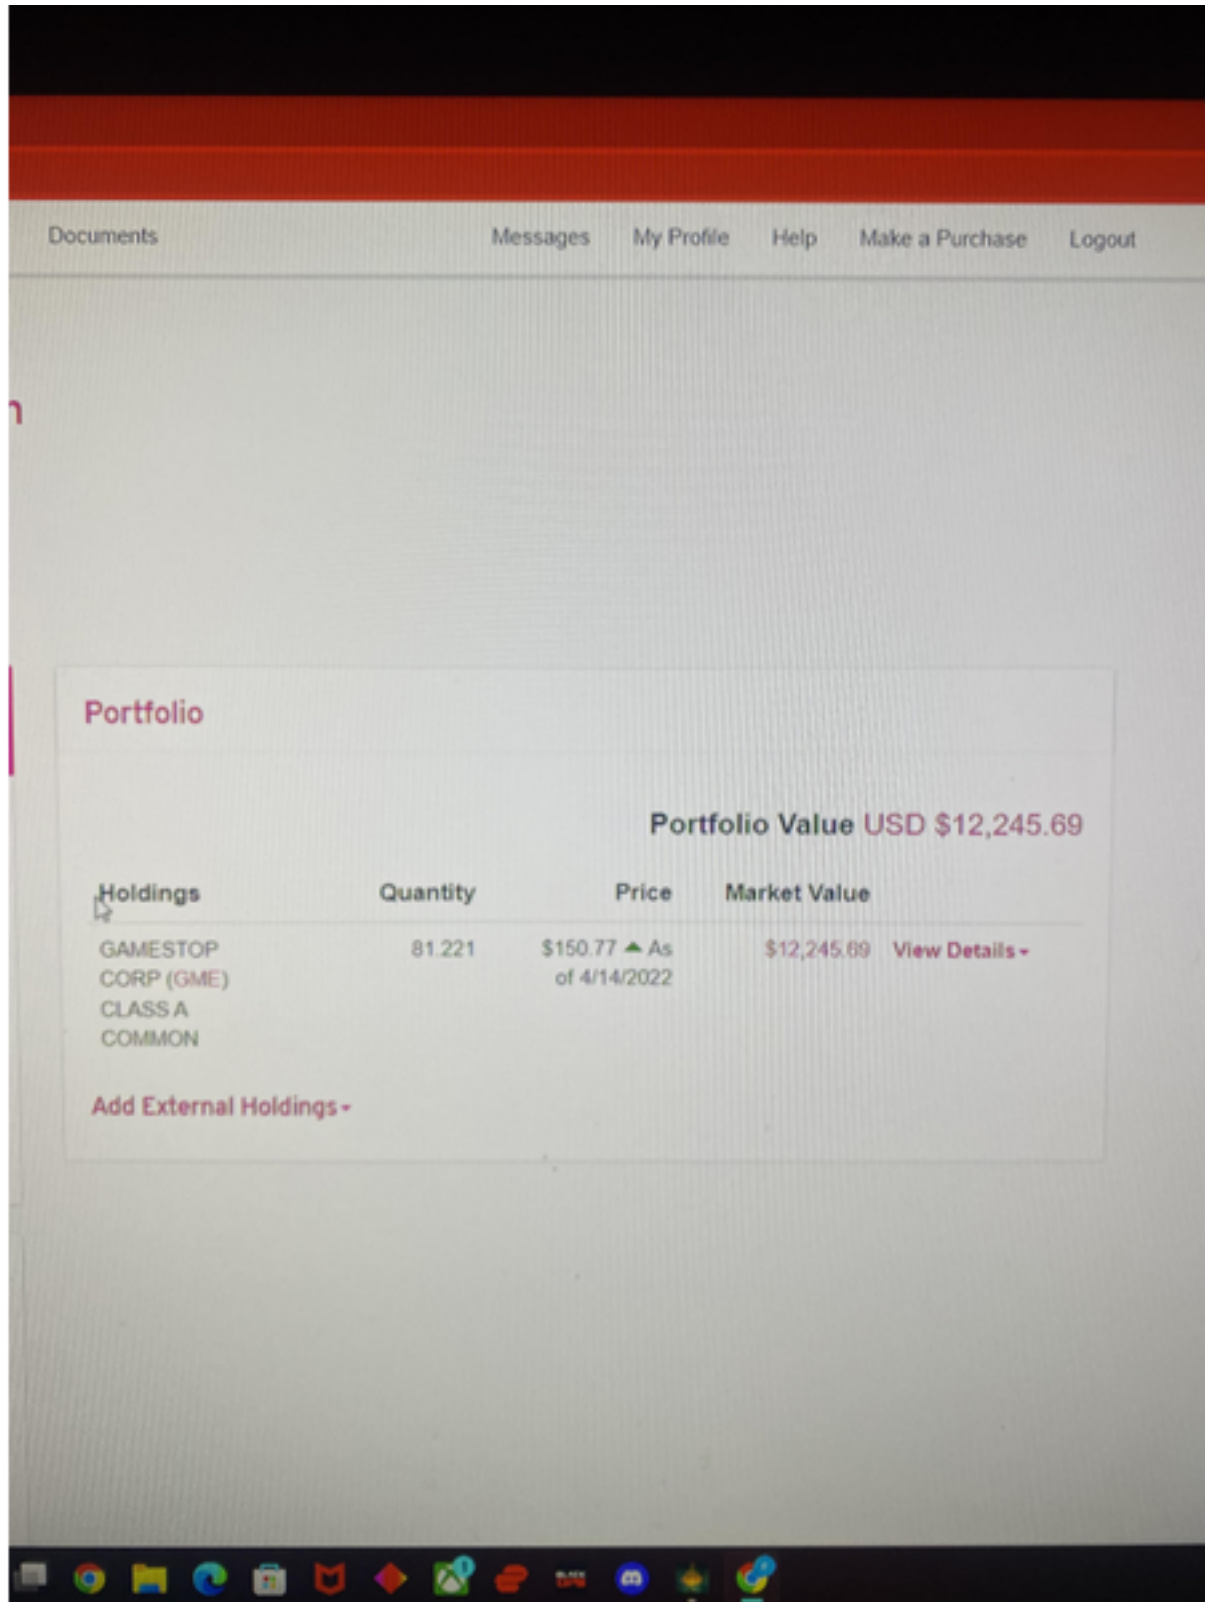 Documents Messages My Profile Help Make a Purchase Logout
n
Portfolio
Portfolio Value USD $12,245.69
Holdings Quantity Price Market Value
GAMESTOP 81.221 $150.77 ▲ As $12,245.69 View Details
CORP (GME) of 4/14/2022
CLASS A
COMMON
Add External Holdings